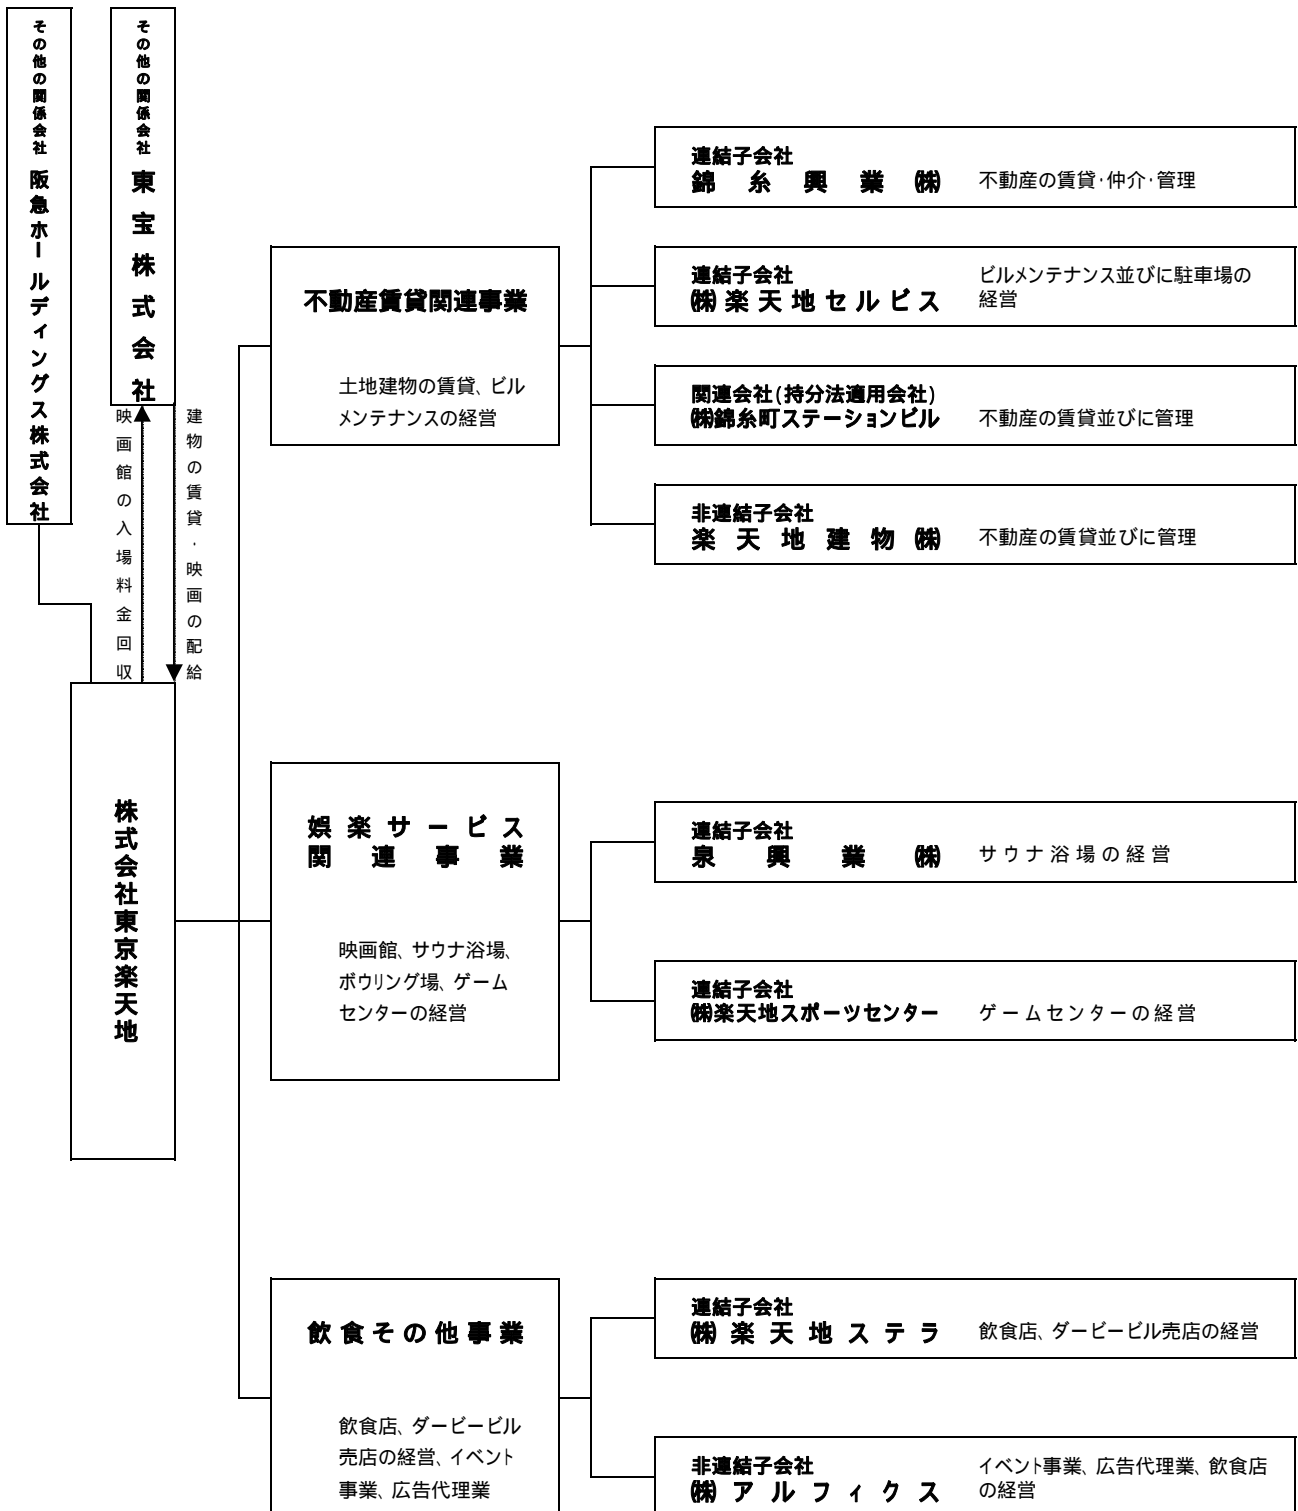 その他の関係会社 阪急ホールディングス株式会社
その他の関係会社 東宝株式会社
映画館の入場料金回収
建物の賃貸・映画の配給
株式会社東京楽天地
不動産賃貸関連事業
土地建物の賃貸、ビル
メンテナンスの経営
連結子会社
錦糸興業㈱
不動産の賃貸・仲介・管理
連結子会社
㈱楽天地セルビス
ビルメンテナンス並びに駐車場の
経営
関連会社(持分法適用会社)
㈱錦糸町ステーションビル
不動産の賃貸並びに管理
非連結子会社
楽天地建物㈱
不動産の賃貸並びに管理
娯楽サービス
関連事業
映画館、サウナ浴場、
ボウリング場、ゲーム
センターの経営
連結子会社
泉興業㈱
サウナ浴場の経営
連結子会社
㈱楽天地スポーツセンター
ゲームセンターの経営
飲食その他事業
飲食店、ダービービル
売店の経営、イベント
事業、広告代理業
連結子会社
㈱楽天地ステラ
飲食店、ダービービル売店の経営
非連結子会社
㈱アルフィクス
イベント事業、広告代理業、飲食店
の経営